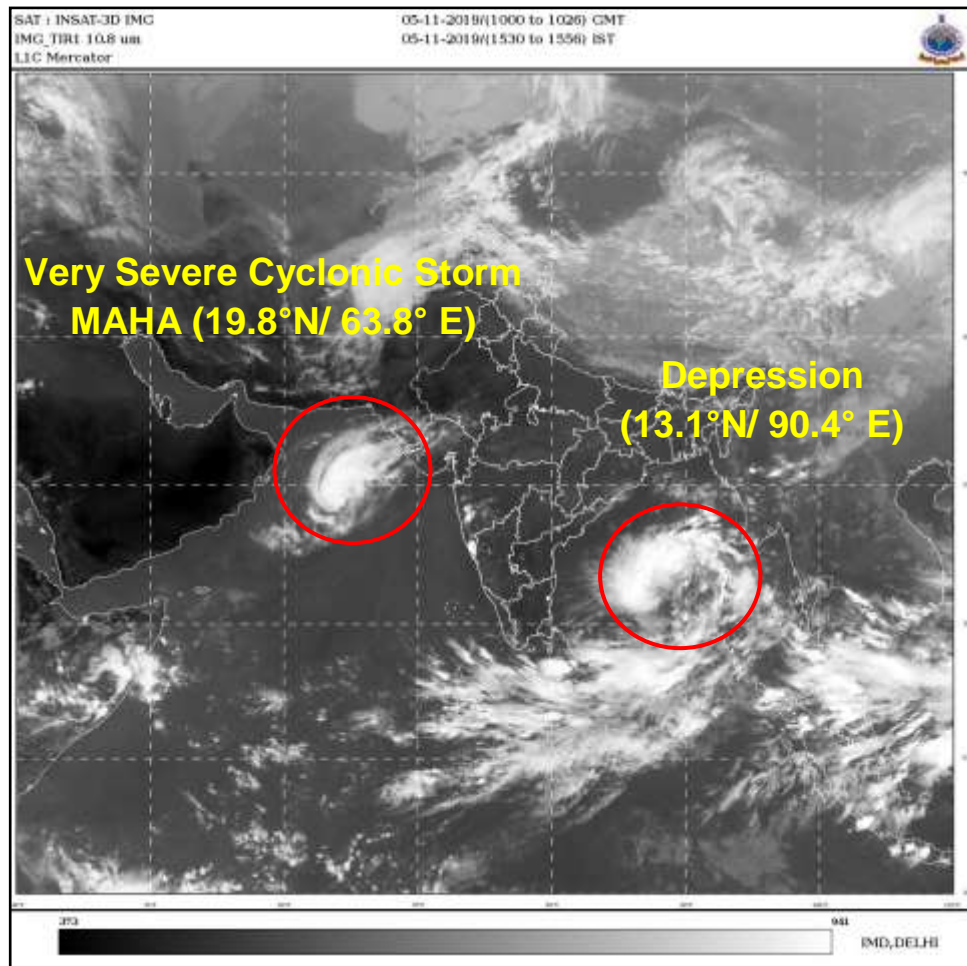 SAT : INSAT-3D IMG
IMG_TIR1 10.8 um
L1C Mercator
05-11-2019/(1000 to 1026) GMT
05-11-2019/(1530 to 1556) IST
Very Severe Cyclonic Storm
MAHA (19.8°N/ 63.8° E)
Depression
(13.1°N/ 90.4° E)
373
941
IMD,DELHI